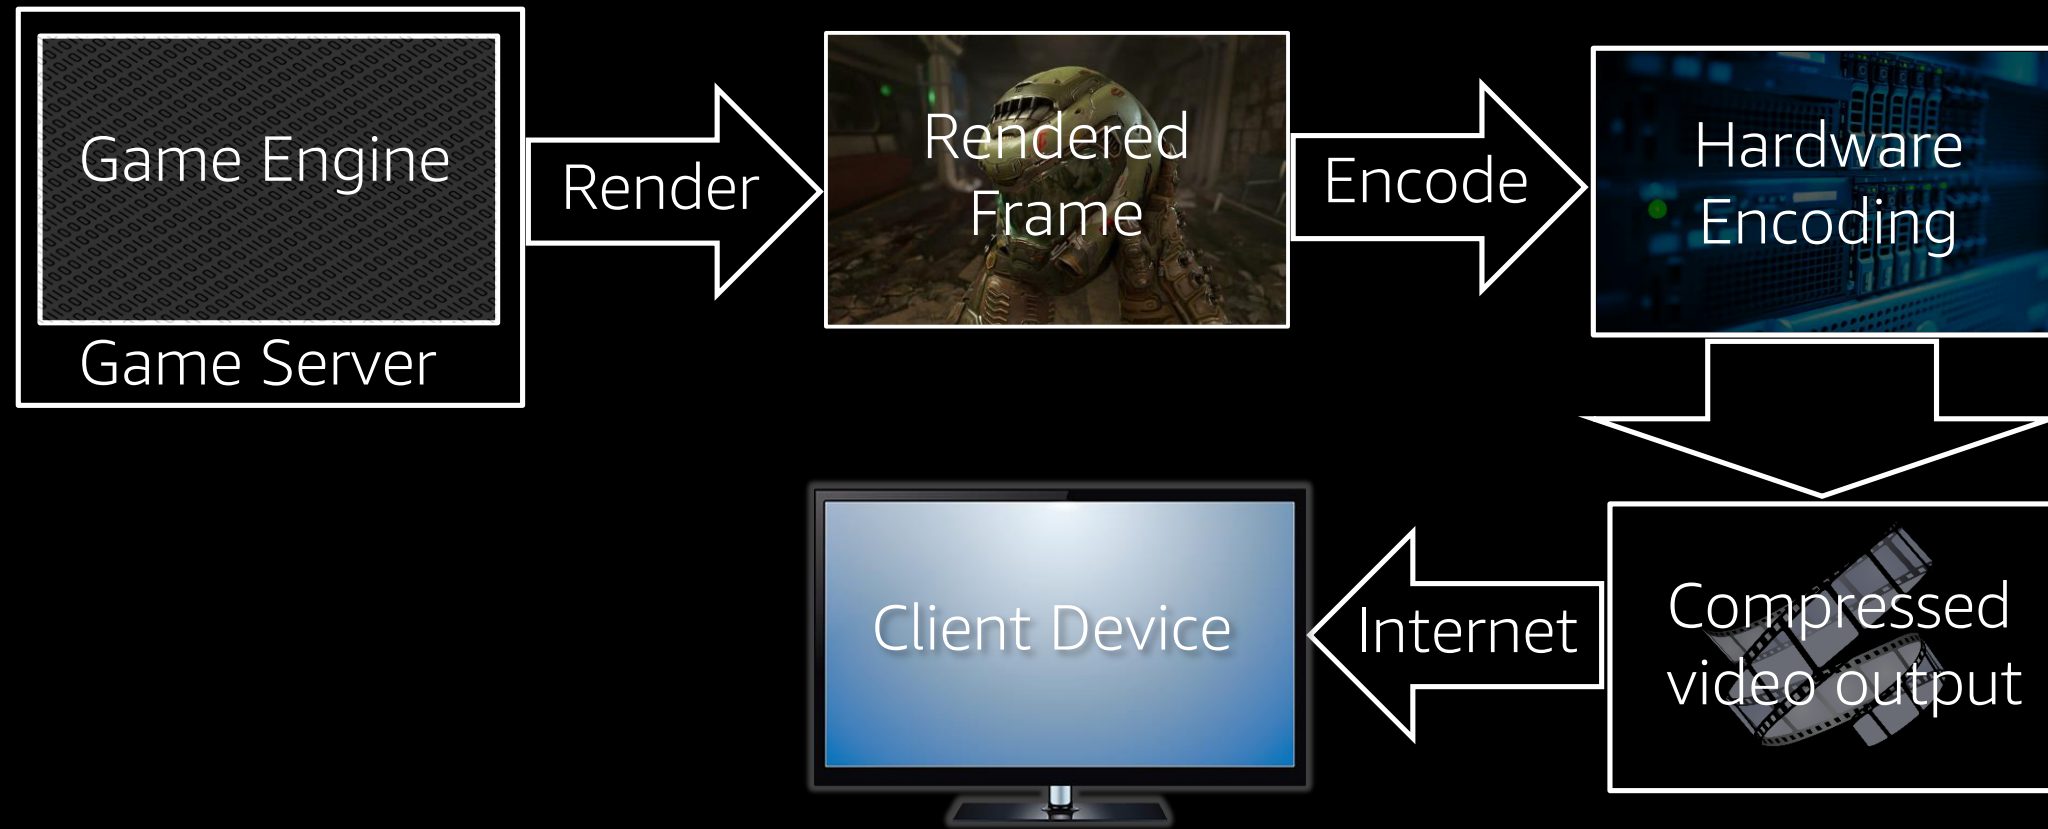 Game Engine
Game Server
Render
Rendered
Frame
Encode
Hardware
Encoding
Compressed
video output
Internet
Client Device